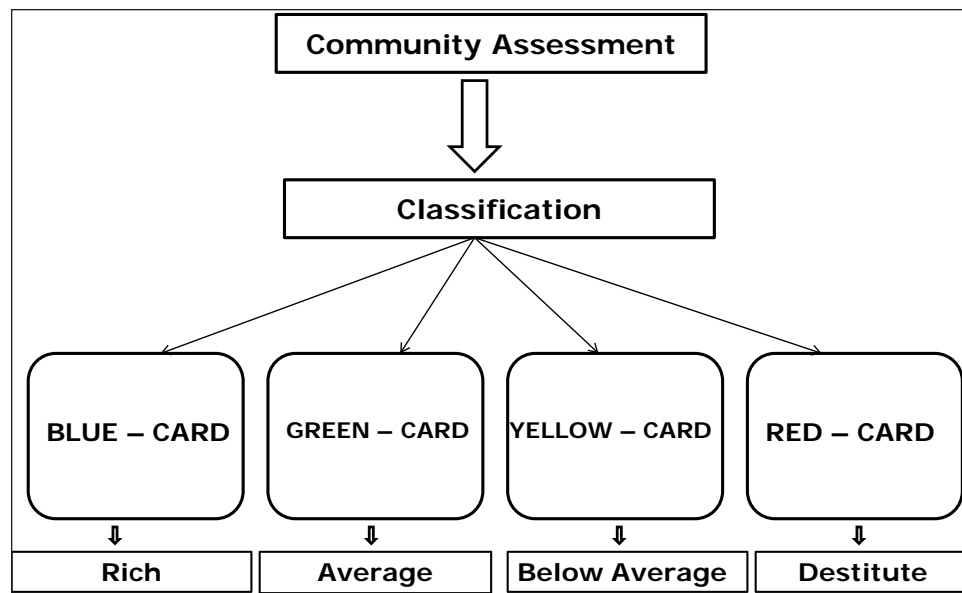 Community Assessment
Classification
BLUE – CARD
GREEN – CARD
YELLOW – CARD
RED – CARD
Rich
Average
Below Average
Destitute